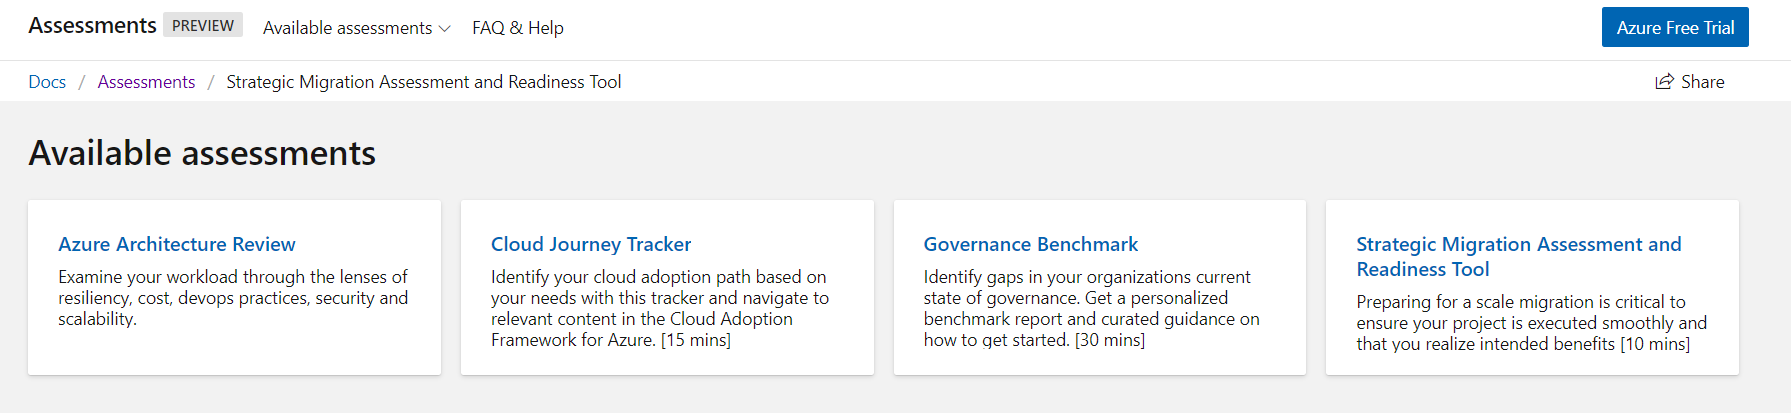 Assessments PREVIEW Available assessments FAQ & Help Azure Free Trial
Docs / Assessments / Strategic Migration Assessment and Readiness Tool Share
Available assessments
Azure Architecture Review
Examine your workload through the lenses of
resiliency, cost, devops practices, security and
scalability.
Cloud Journey Tracker
Identify your cloud adoption path based on
your needs with this tracker and navigate to
relevant content in the Cloud Adoption
Framework for Azure. [15 mins]
Governance Benchmark
Identify gaps in your organizations current
state of governance. Get a personalized
benchmark report and curated guidance on
how to get started. [30 mins]
Strategic Migration Assessment and
Readiness Tool
Preparing for a scale migration is critical to
ensure your project is executed smoothly and
that you realize intended benefits [10 mins]